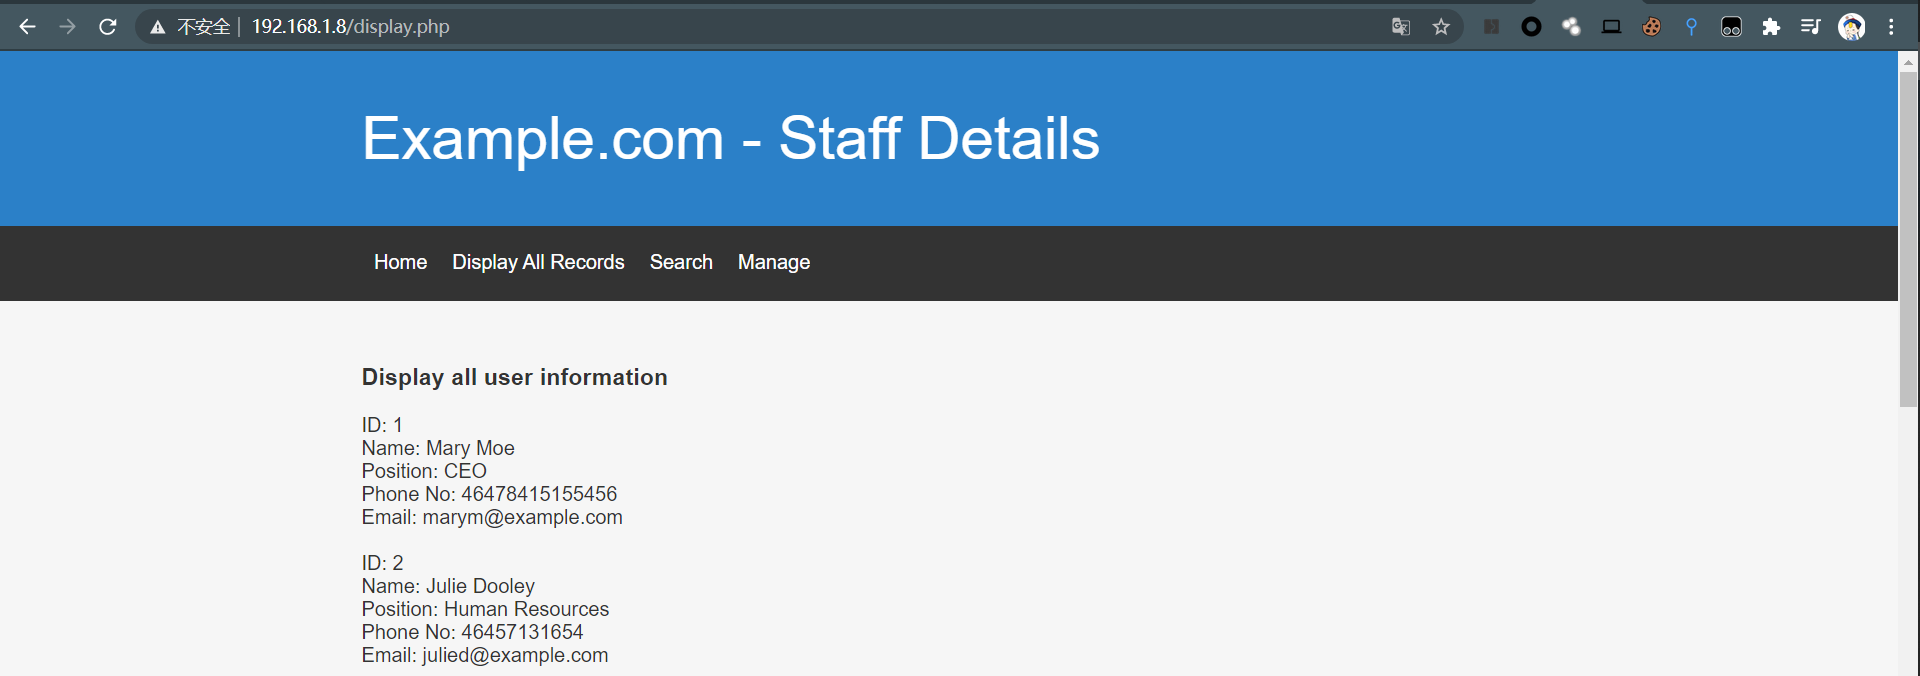 不安全 | 192.168.1.8/display.php
Example.com - Staff Details
Home Display All Records Search Manage
Display all user information
ID: 1
Name: Mary Moe
Position: CEO
Phone No: 46478415155456
Email: marym@example.com
ID: 2
Name: Julie Dooley
Position: Human Resources
Phone No: 46457131654
Email: julied@example.com